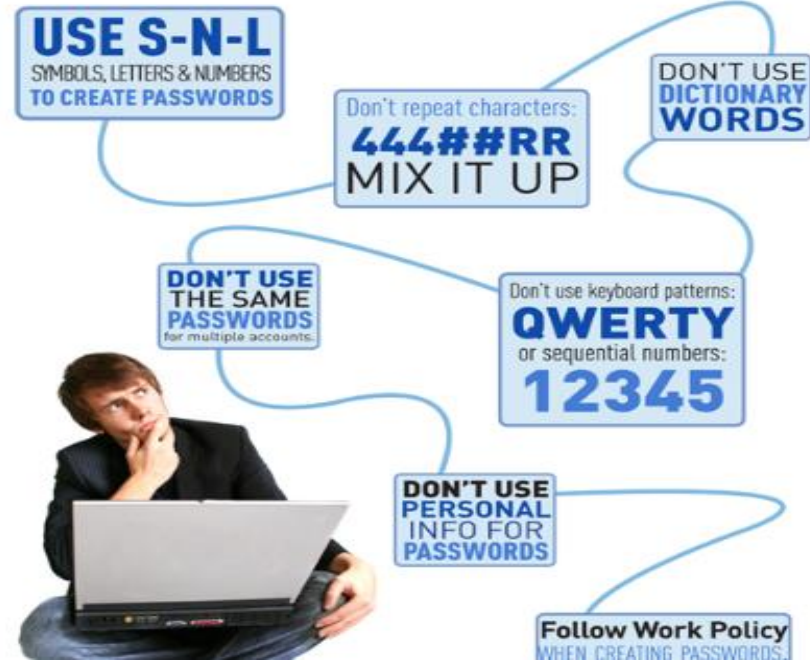 USE S-N-L
SYMBOLS, LETTERS & NUMBERS
TO CREATE PASSWORDS
Don't repeat characters:
444##RR
MIX IT UP
DON'T USE
DICTIONARY
WORDS
Don't use keyboard patterns:
QWERTY
or sequential numbers:
12345
DON'T USE
THE SAME
PASSWORDS
for multiple accounts.
DON'T USE
PERSONAL
INFO FOR
PASSWORDS
Follow Work Policy
WHEN CREATING PASSWORDS.